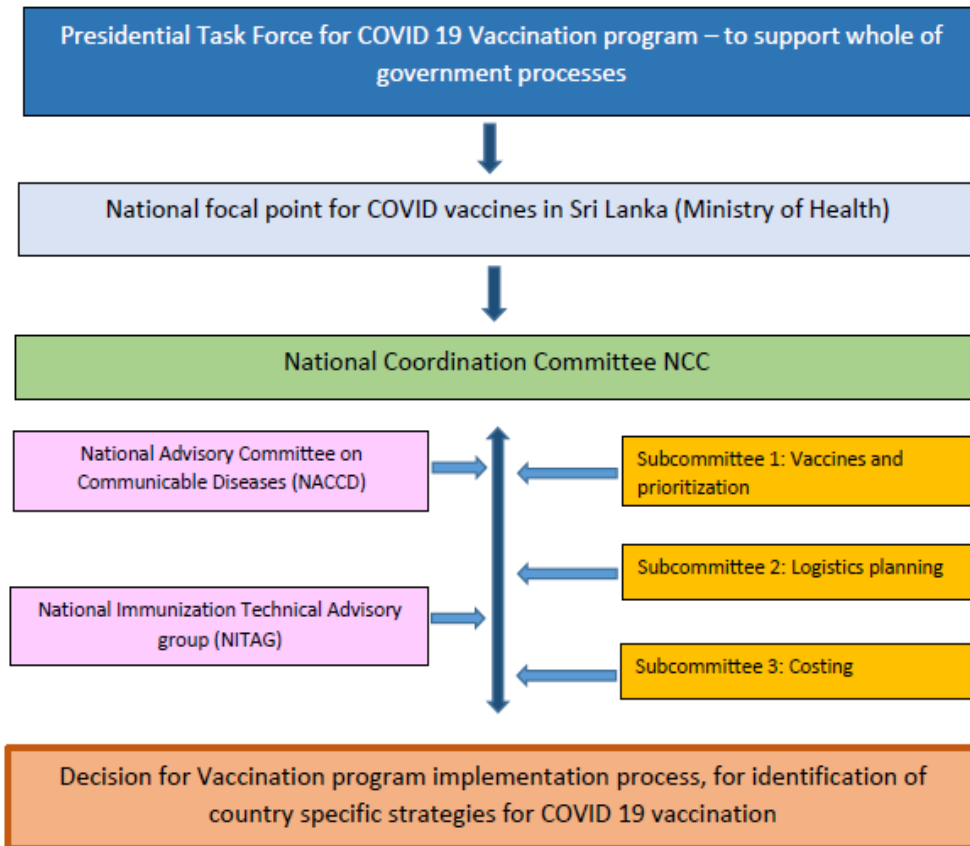 Presidential Task Force for COVID 19 Vaccination program – to support whole of
government processes
National focal point for COVID vaccines in Sri Lanka (Ministry of Health)
National Coordination Committee NCC
National Advisory Committee on
Communicable Diseases (NACCD)
Subcommittee 1: Vaccines and
prioritization
Subcommittee 2: Logistics planning
National Immunization Technical Advisory
group (NITAG)
Subcommittee 3: Costing
Decision for Vaccination program implementation process, for identification of
country specific strategies for COVID 19 vaccination